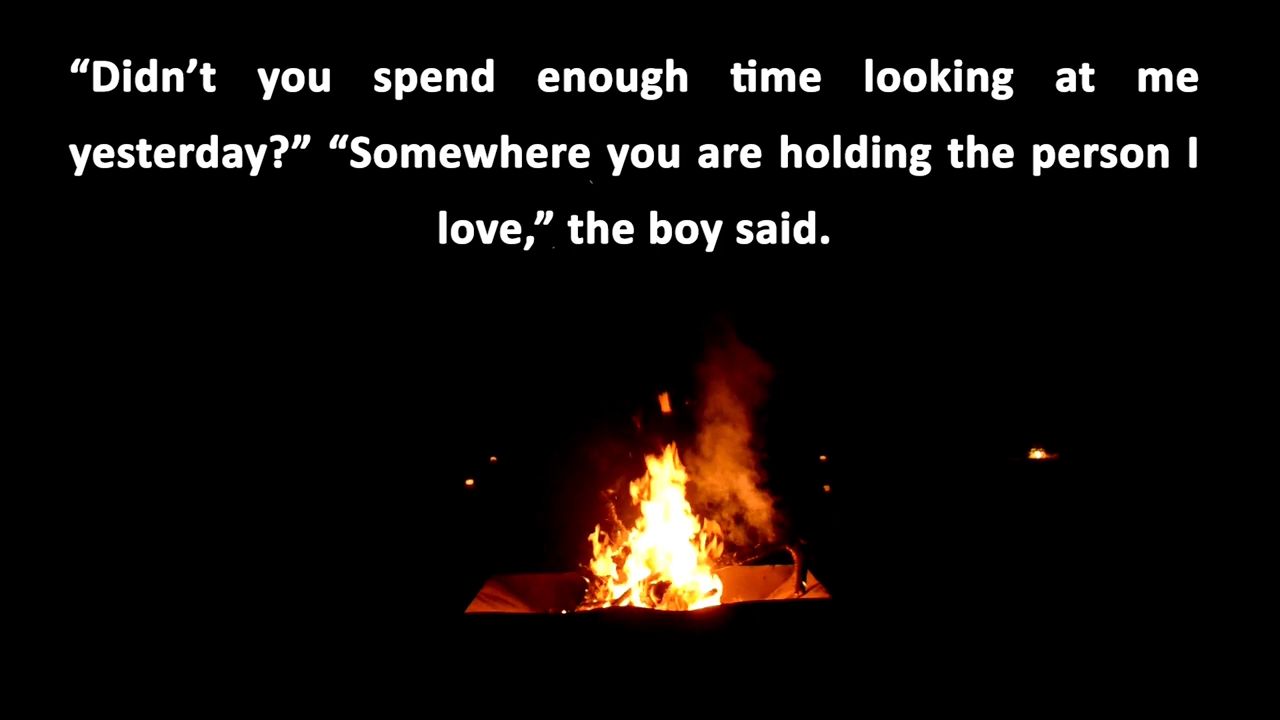 “Didn’t you spend enough time looking at me
yesterday?” “Somewhere you are holding the person I
love,” the boy said.